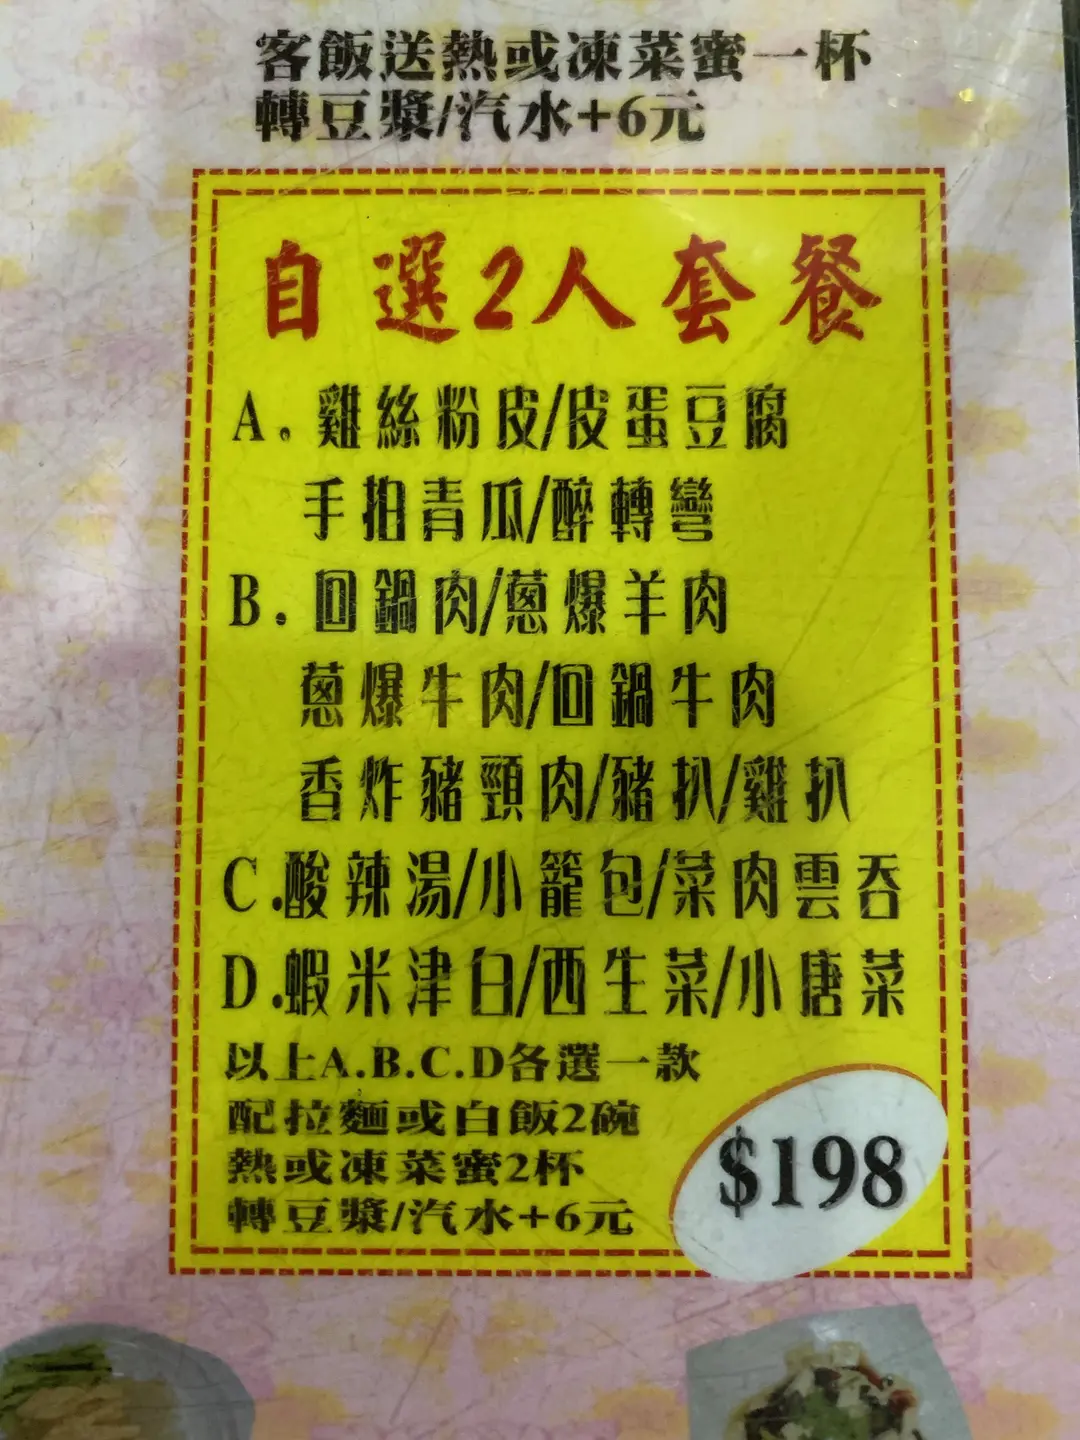 客飯送熱或凍菜蜜一杯
轉豆漿/汽水+6元
自選2人套餐
A. 雞絲粉皮/皮蛋豆腐
手拍青瓜/醉轉彎
B. 回鍋肉/蔥爆羊肉
蔥爆牛肉/回鍋牛肉
香炸豬頸肉/豬扒/雞扒
C.酸辣湯/小籠包/菜肉雲吞
D.蝦米津白/西生菜/小唐菜
以上A.B.C.D各選一款
配拉麵或白飯2碗
熱或凍菜蜜2杯
轉豆漿/汽水+6元
$198